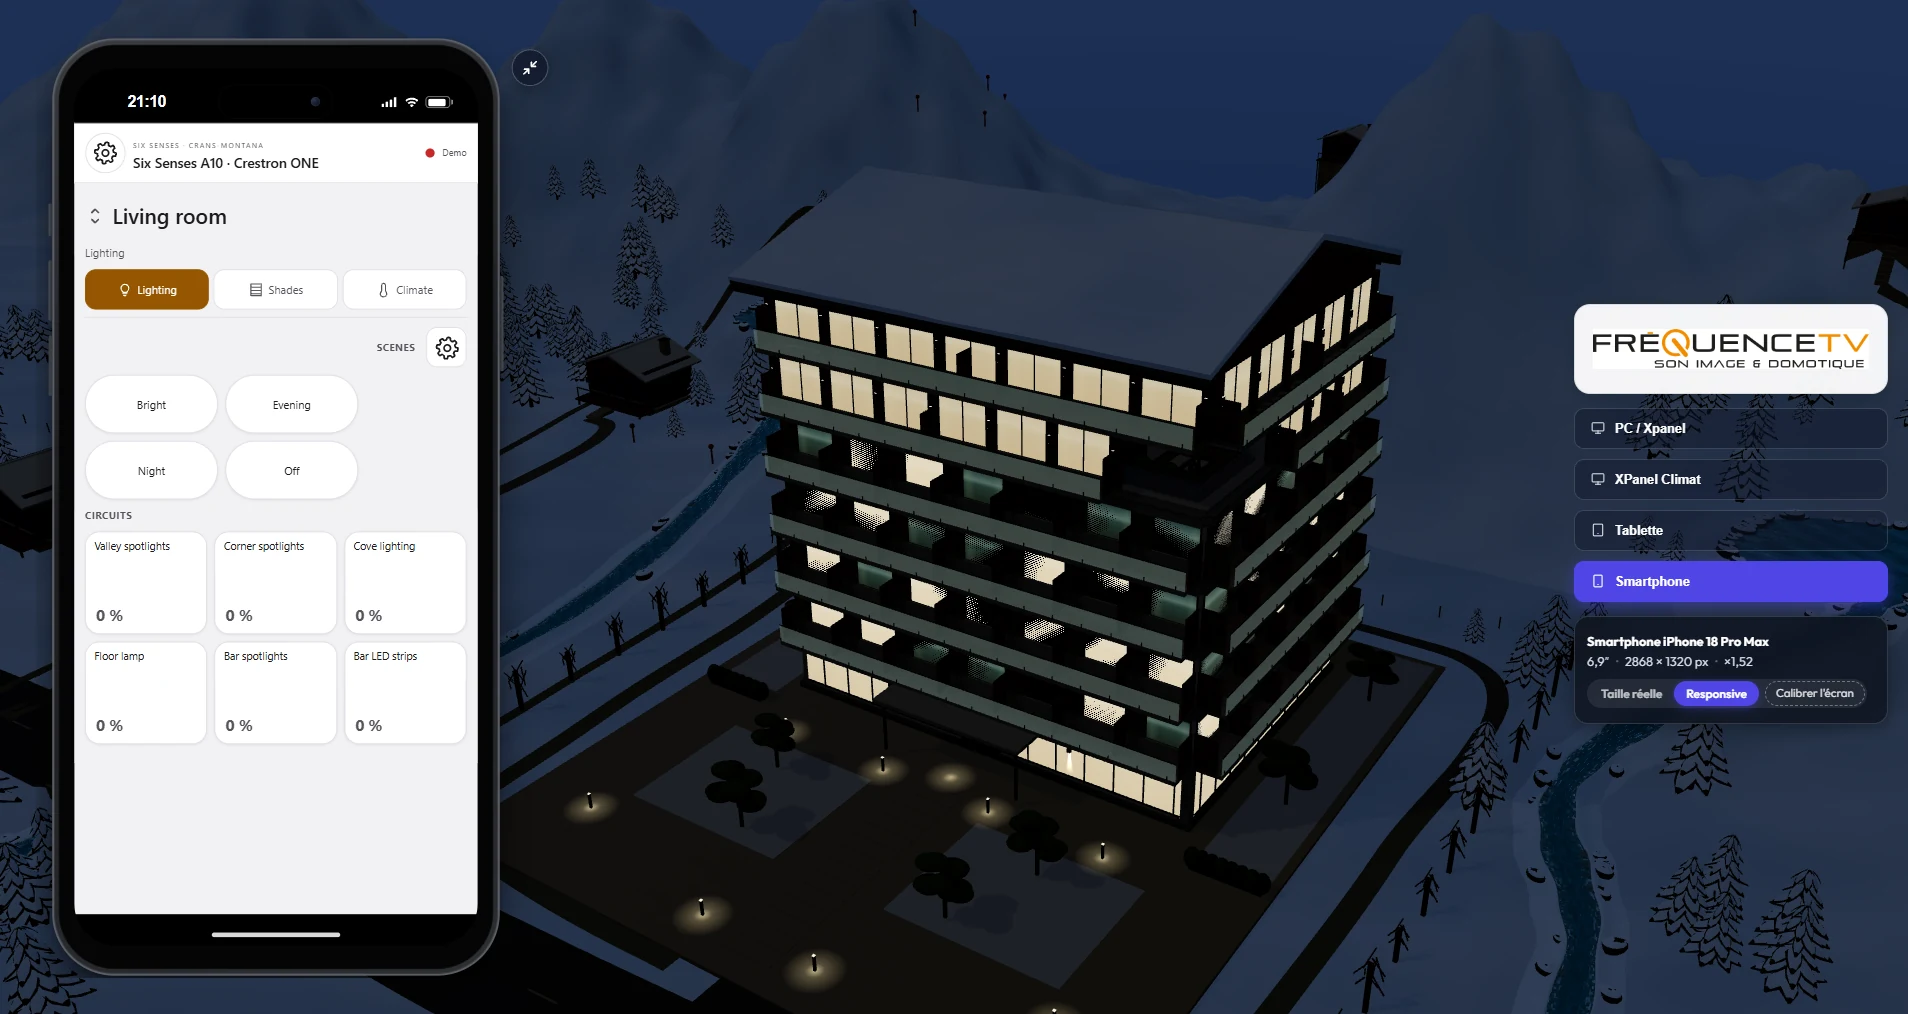 21:10
SIX SENSES · CRANS-MONTANA
Six Senses A10 · Crestron ONE
Demo
Living room
Lighting
Lighting
Shades
Climate
SCENES
Bright
Evening
Night
Off
CIRCUITS
Valley spotlights
Corner spotlights
Cove lighting
0 %
0 %
0 %
Floor lamp
Bar spotlights
Bar LED strips
0 %
0 %
0 %
FRÉQUENCETV
SON IMAGE & DOMOTIQUE
PC / Xpanel
XPanel Climat
Tablette
Smartphone
Smartphone iPhone 18 Pro Max
6,9″ · 2868 × 1320 px · ×1,52
Taille réelle
Responsive
Calibrer l'écran